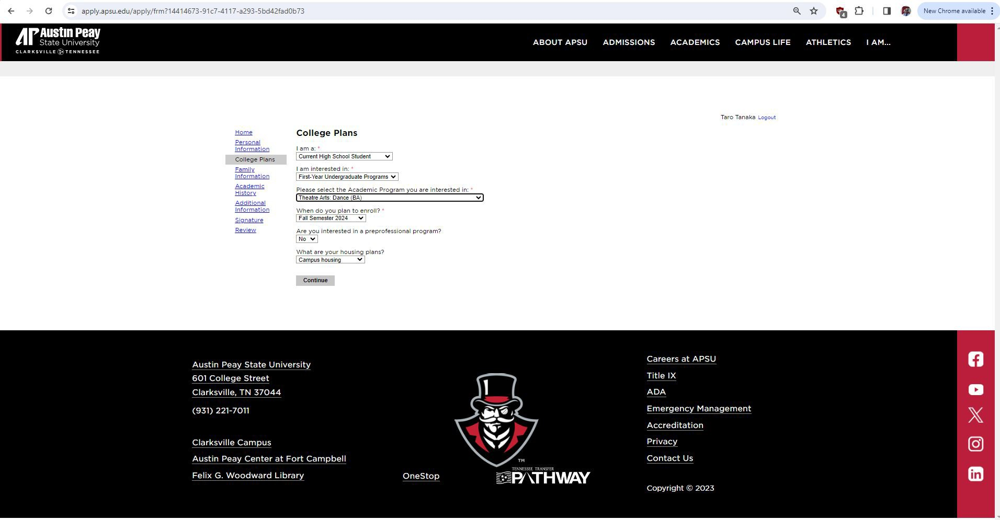 apply.apsu.edu/apply/frm?14414673-91c7-4117-a293-5bd42fad0b73
4
New Chrome available
AP Austin Peay
State University
CLARKSVILLE TENNESSEE
ABOUT APSU ADMISSIONS ACADEMICS CAMPUS LIFE ATHLETICS I AM...
Taro Tanaka Logout
Home
Personal
Information
College Plans
Family
Information
Academic
History
Additional
Information
Signature
Review
College Plans
I am a: *
Current High School Student
I am interested in: *
First-Year Undergraduate Programs
Please select the Academic Program you are interested in: *
Theatre Arts: Dance (BA)
When do you plan to enroll? *
Fall Semester 2024
Are you interested in a preprofessional program?
No
What are your housing plans?
Campus housing
Continue
Austin Peay State University
601 College Street
Clarksville, TN 37044
(931) 221-7011
Clarksville Campus
Austin Peay Center at Fort Campbell
Felix G. Woodward Library
OneStop
TM
TENNESSEE TRANSFER
PATHWAY
Careers at APSU
Title IX
ADA
Emergency Management
Accreditation
Privacy
Contact Us
Copyright © 2023